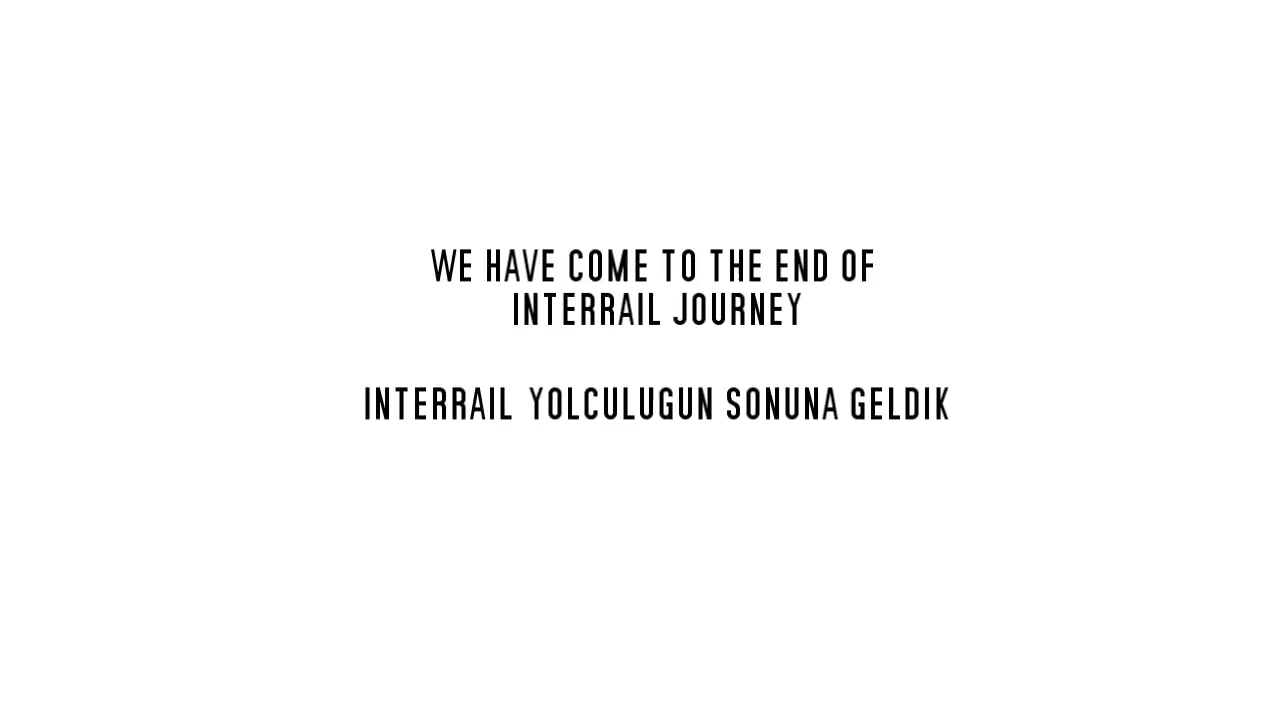 WE HAVE COME TO THE END OF
INTERRAIL JOURNEY
INTERRAIL YOLCULUGUN SONUNA GELDIK